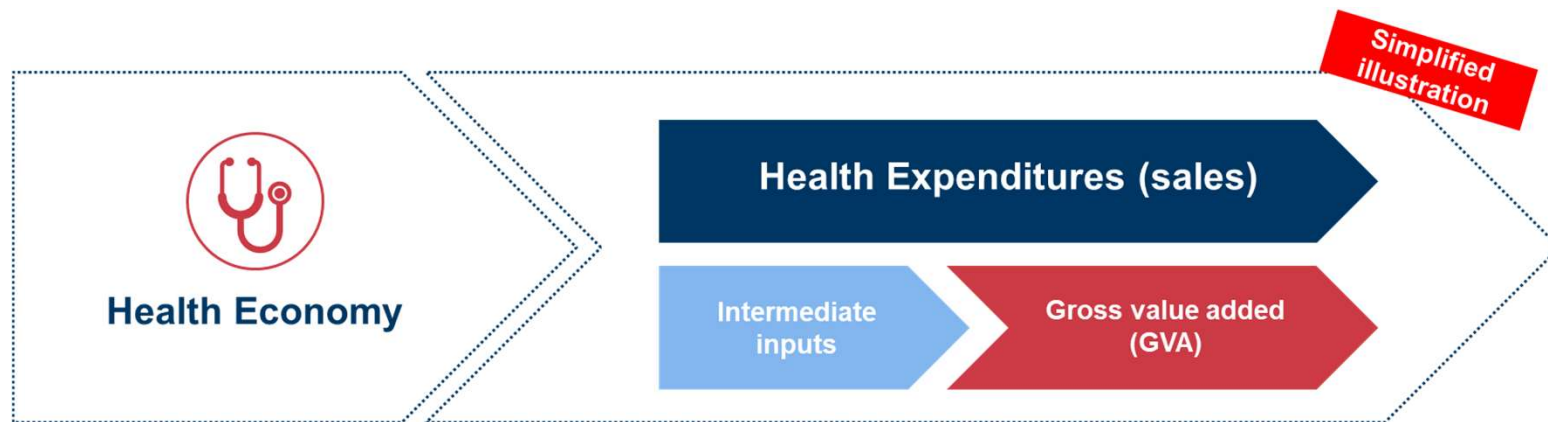 Simplified
illustration
Health Expenditures (sales)
Health Economy
Intermediate
inputs
Gross value added
(GVA)